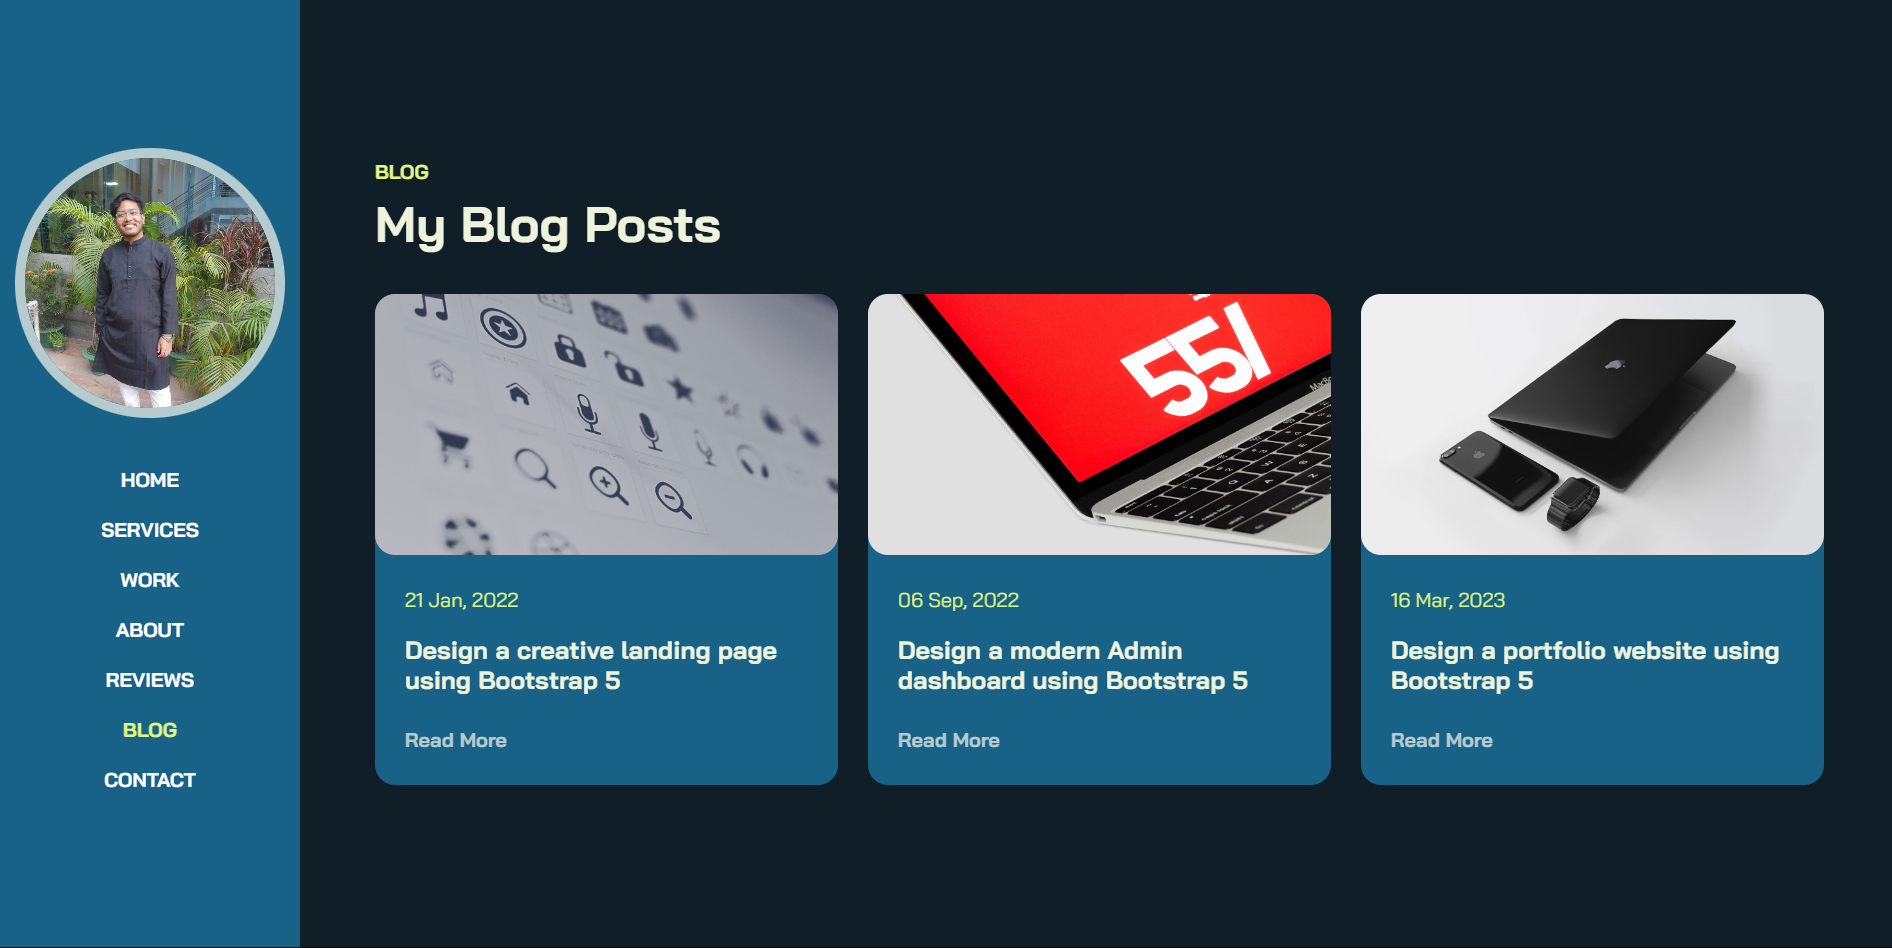 HOME
SERVICES
WORK
ABOUT
REVIEWS
BLOG
CONTACT
BLOG
My Blog Posts
55/
21 Jan, 2022
Design a creative landing page
using Bootstrap 5
Read More
06 Sep, 2022
Design a modern Admin
dashboard using Bootstrap 5
Read More
16 Mar, 2023
Design a portfolio website using
Bootstrap 5
Read More